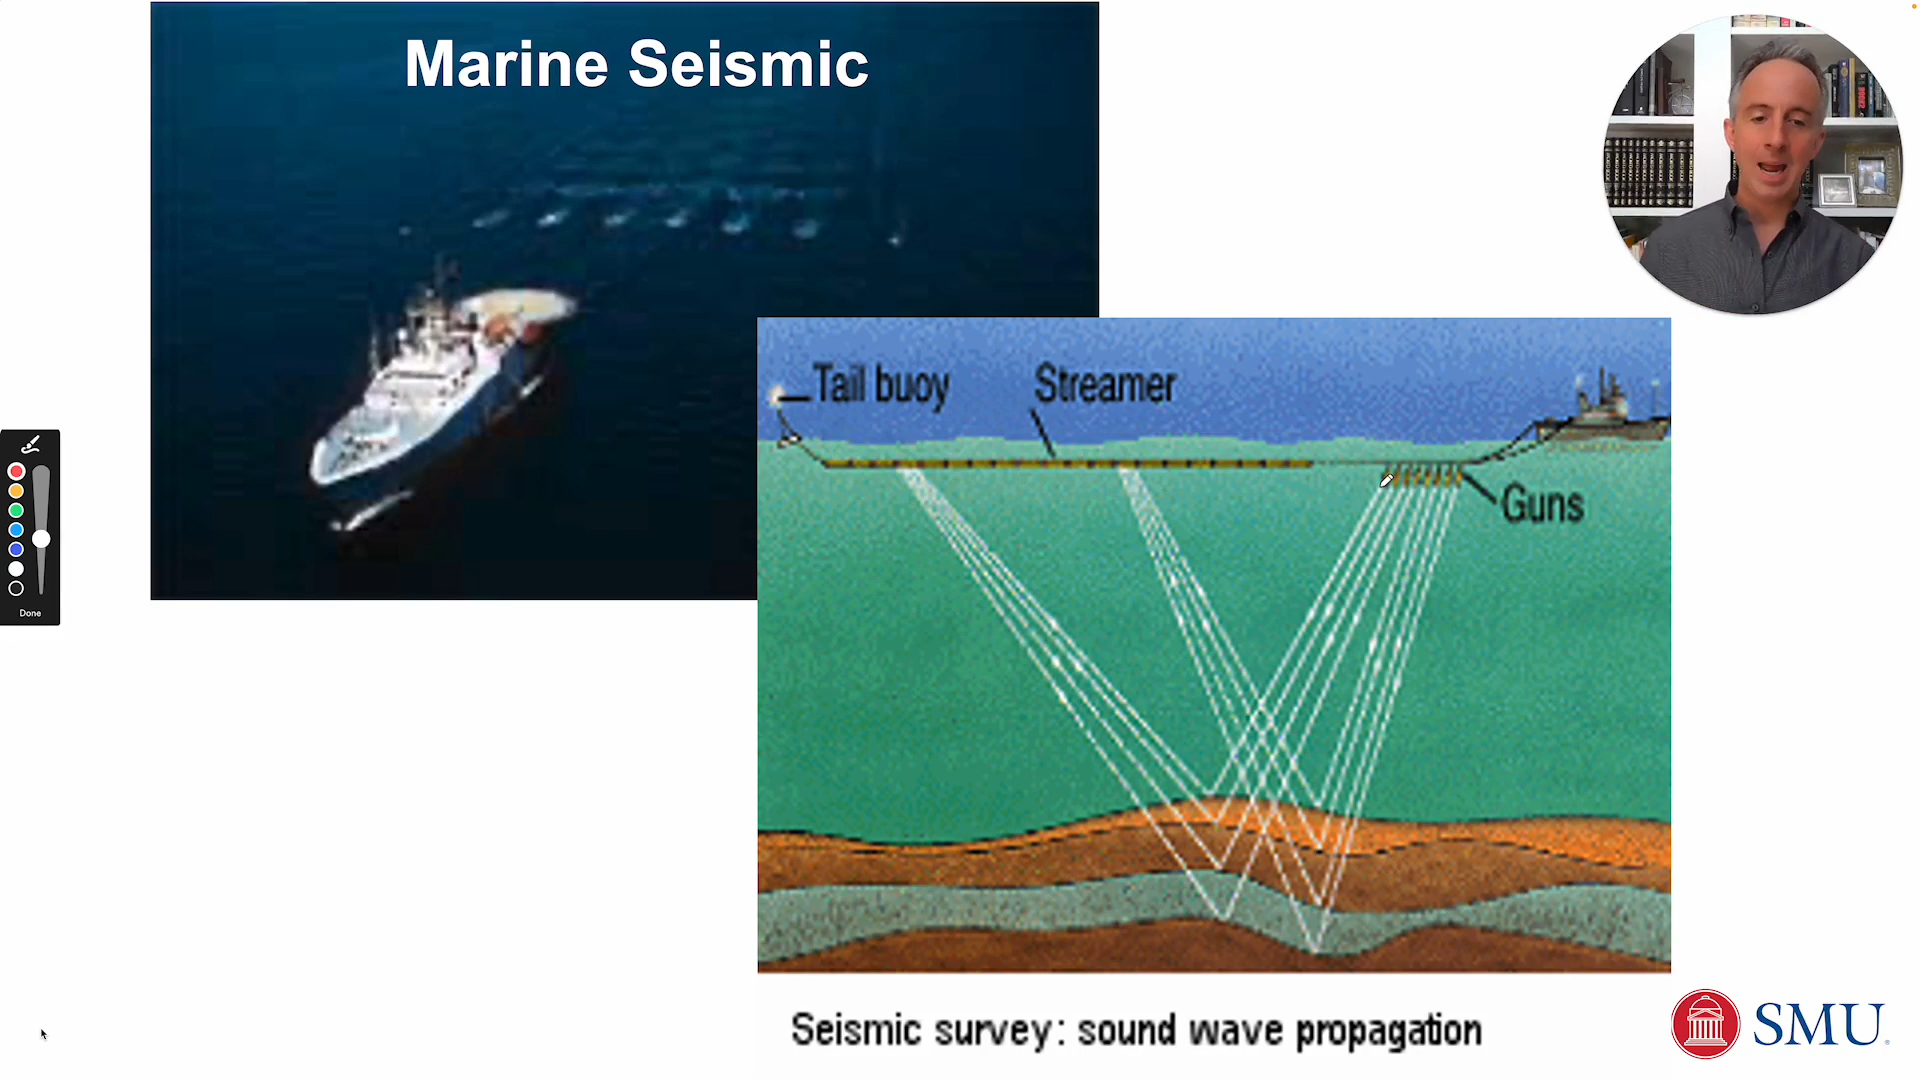 Marine Seismic
Tail buoy
Streamer
Guns
Seismic survey: sound wave propagation
SMU
Done